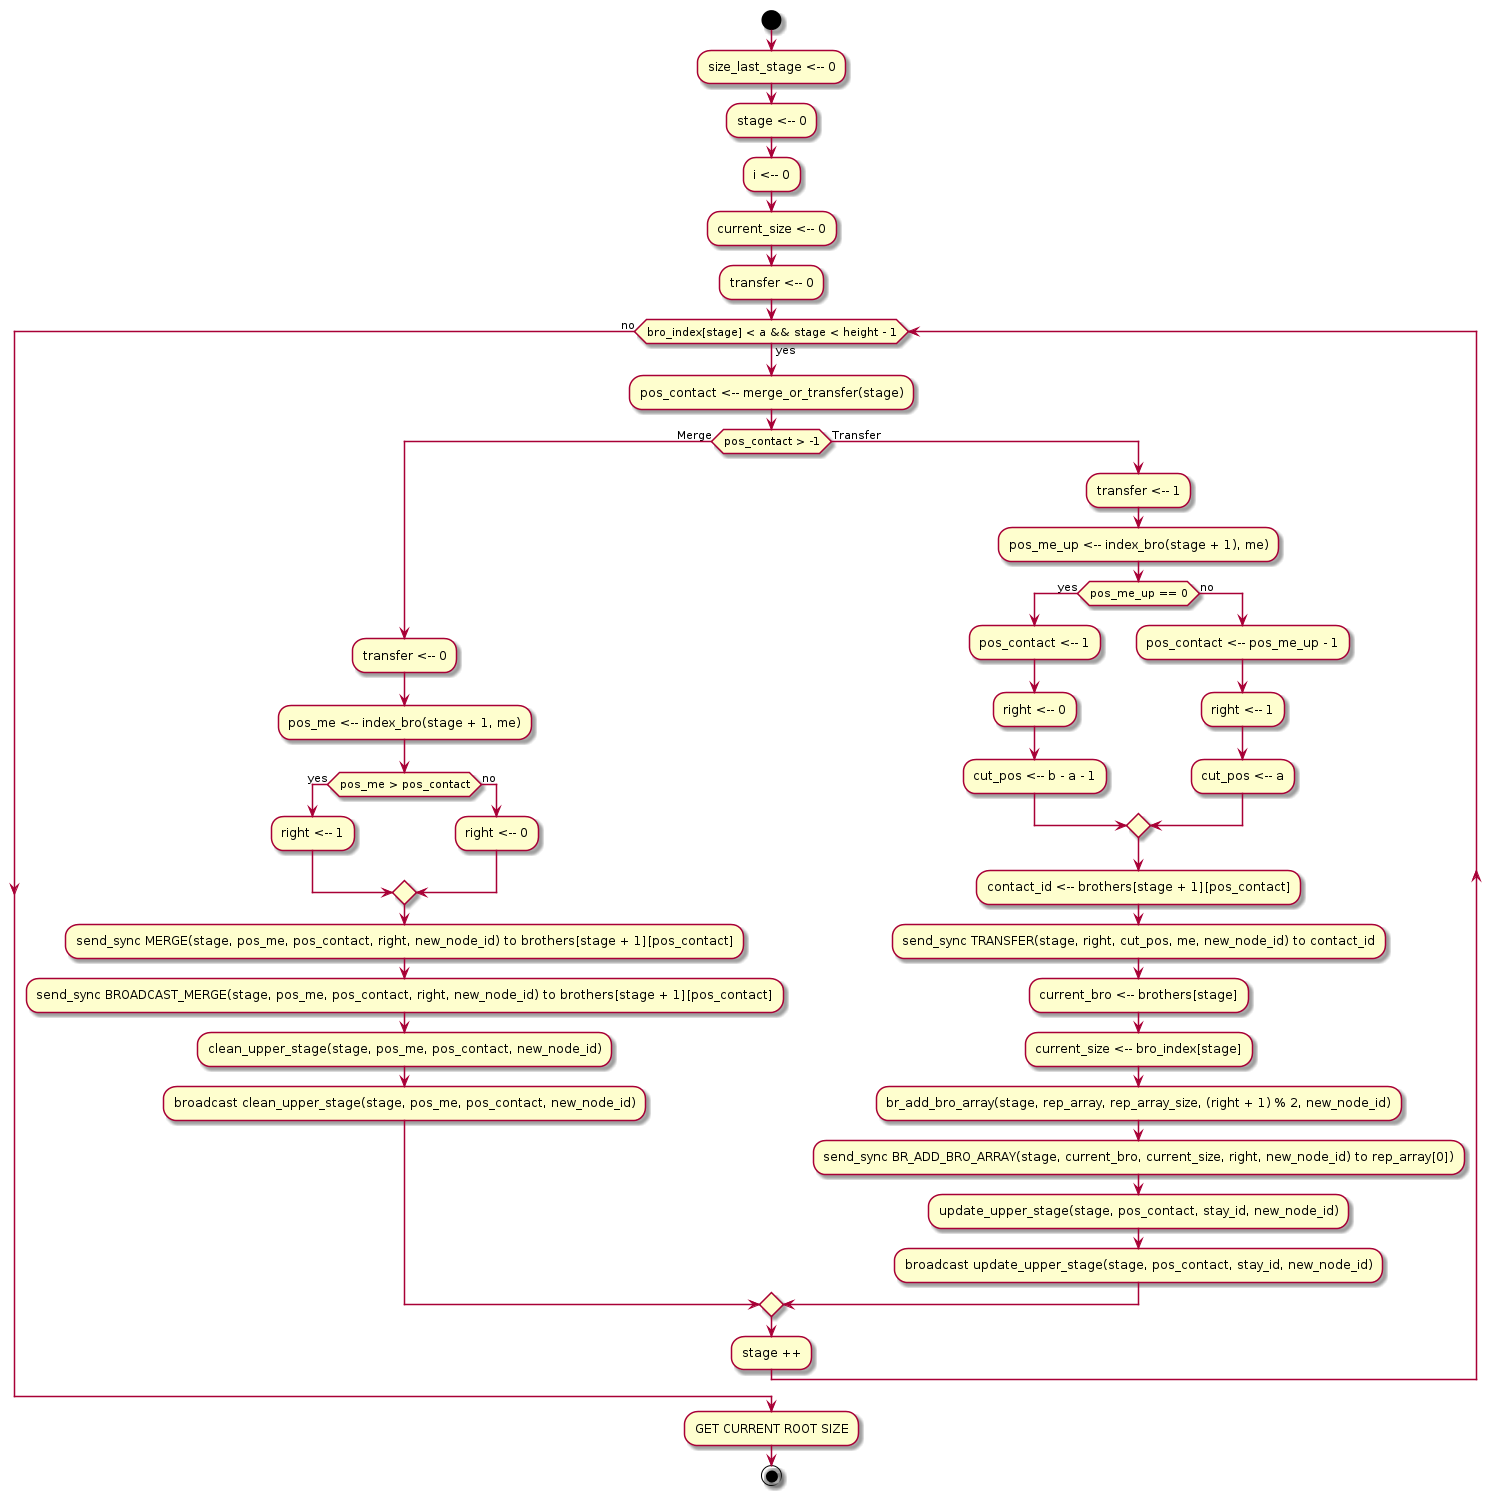 size_last_stage <-- 0
stage <-- 0
i <-- 0
current_size <-- 0
transfer <-- 0
no
bro_index[stage] < a && stage < height - 1
yes
pos_contact <-- merge_or_transfer(stage)
Merge
pos_contact > -1
Transfer
transfer <-- 0
pos_me <-- index_bro(stage + 1, me)
yes
pos_me > pos_contact
no
right <-- 1
right <-- 0
send_sync MERGE(stage, pos_me, pos_contact, right, new_node_id) to brothers[stage + 1][pos_contact]
send_sync BROADCAST_MERGE(stage, pos_me, pos_contact, right, new_node_id) to brothers[stage + 1][pos_contact]
clean_upper_stage(stage, pos_me, pos_contact, new_node_id)
broadcast clean_upper_stage(stage, pos_me, pos_contact, new_node_id)
transfer <-- 1
pos_me_up <-- index_bro(stage + 1), me)
yes
pos_me_up == 0
no
pos_contact <-- 1
right <-- 0
cut_pos <-- b - a - 1
pos_contact <-- pos_me_up - 1
right <-- 1
cut_pos <-- a
contact_id <-- brothers[stage + 1][pos_contact]
send_sync TRANSFER(stage, right, cut_pos, me, new_node_id) to contact_id
current_bro <-- brothers[stage]
current_size <-- bro_index[stage]
br_add_bro_array(stage, rep_array, rep_array_size, (right + 1) % 2, new_node_id)
send_sync BR_ADD_BRO_ARRAY(stage, current_bro, current_size, right, new_node_id) to rep_array[0])
update_upper_stage(stage, pos_contact, stay_id, new_node_id)
broadcast update_upper_stage(stage, pos_contact, stay_id, new_node_id)
stage ++
GET CURRENT ROOT SIZE